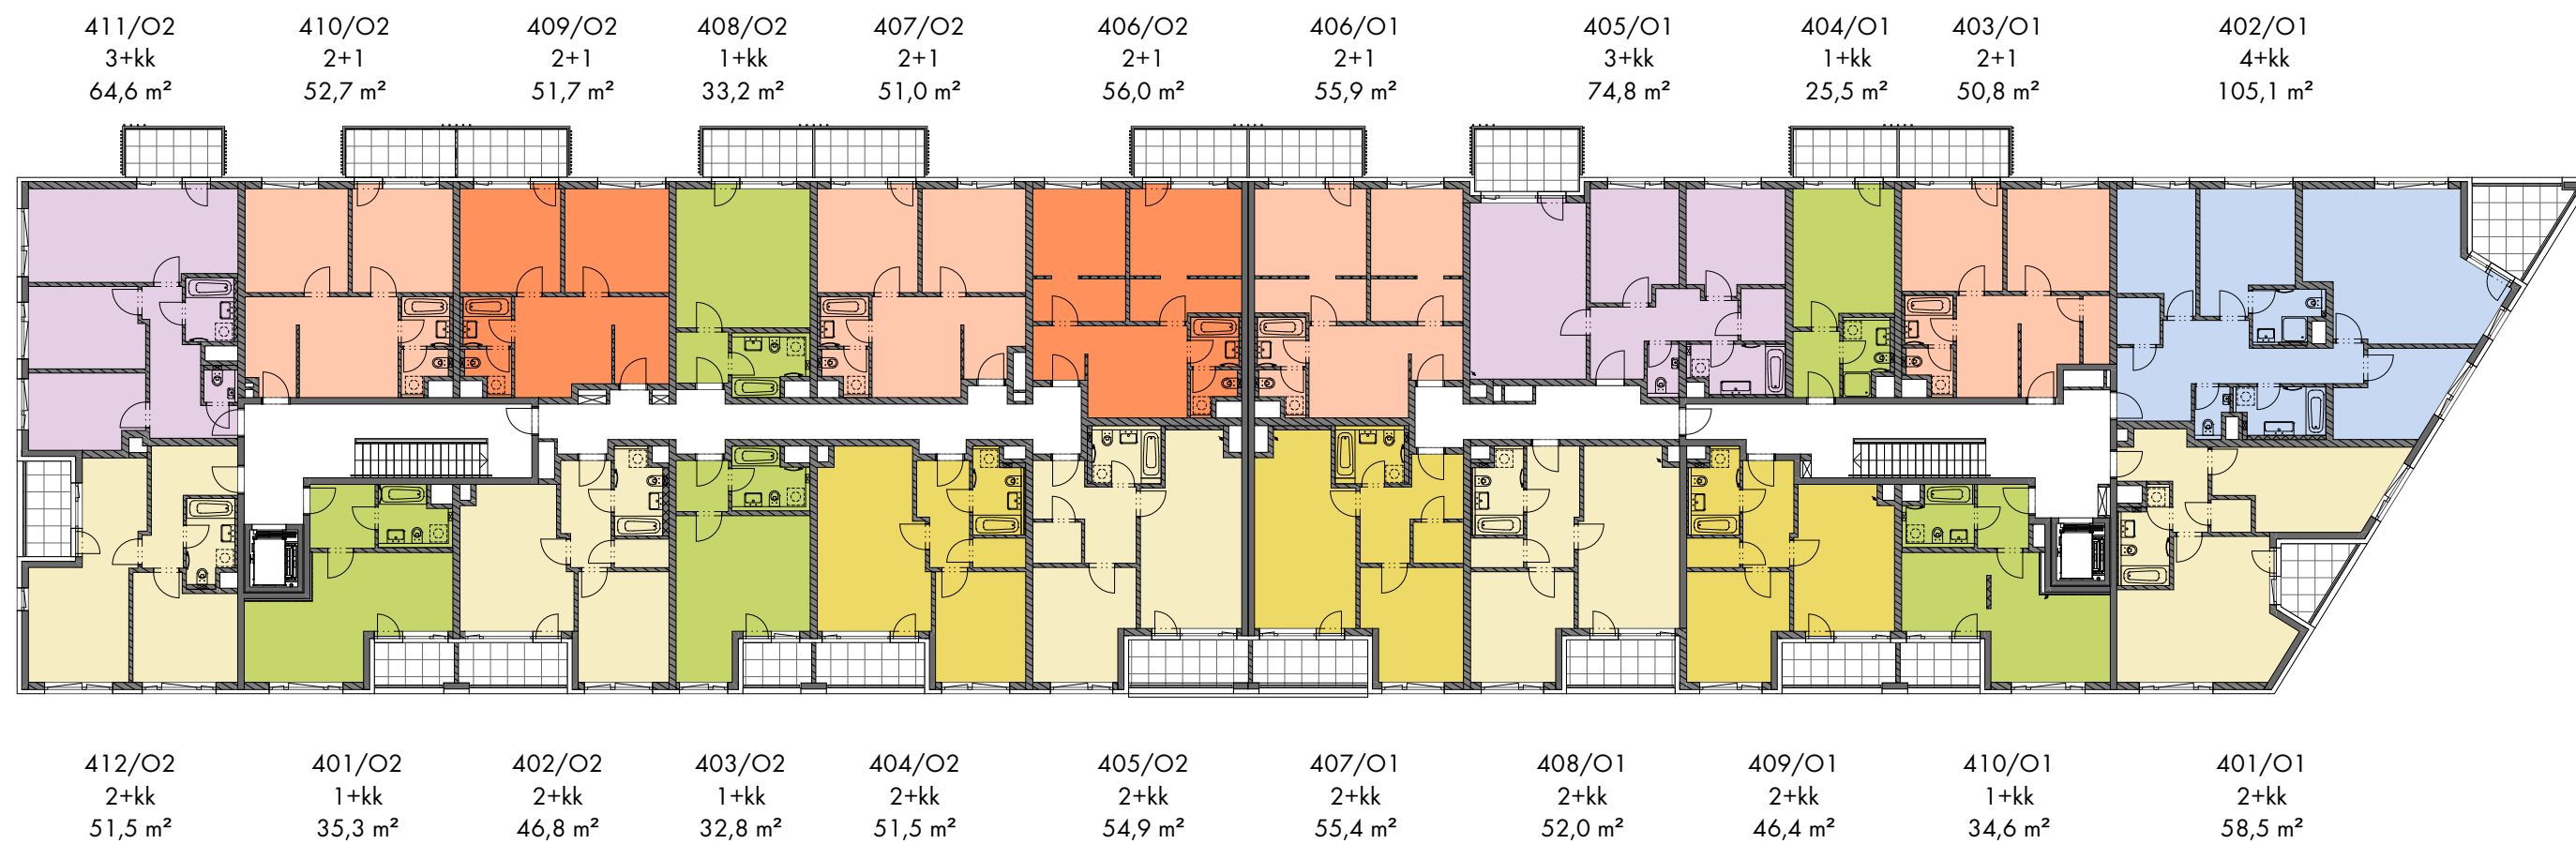 411/O2
3+kk
64,6 m²
410/O2
2+1
52,7 m²
409/O2
2+1
51,7 m²
408/O2
1+kk
33,2 m²
407/O2
2+1
51,0 m²
406/O2
2+1
56,0 m²
406/O1
2+1
55,9 m²
405/O1
3+kk
74,8 m²
404/O1
1+kk
25,5 m²
403/O1
2+1
50,8 m²
402/O1
4+kk
105,1 m²
412/O2
2+kk
51,5 m²
401/O2
1+kk
35,3 m²
402/O2
2+kk
46,8 m²
403/O2
1+kk
32,8 m²
404/O2
2+kk
51,5 m²
405/O2
2+kk
54,9 m²
407/O1
2+kk
55,4 m²
408/O1
2+kk
52,0 m²
409/O1
2+kk
46,4 m²
410/O1
1+kk
34,6 m²
401/O1
2+kk
58,5 m²